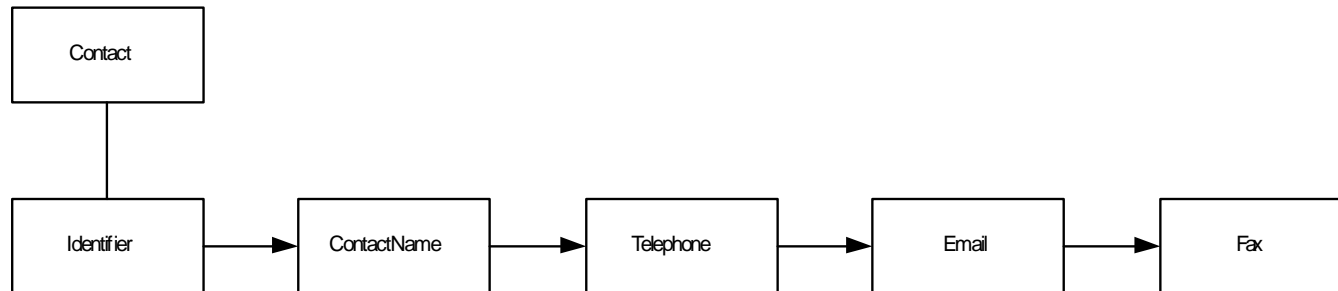 Contact
Identifier
ContactName
Telephone
Email
Fax